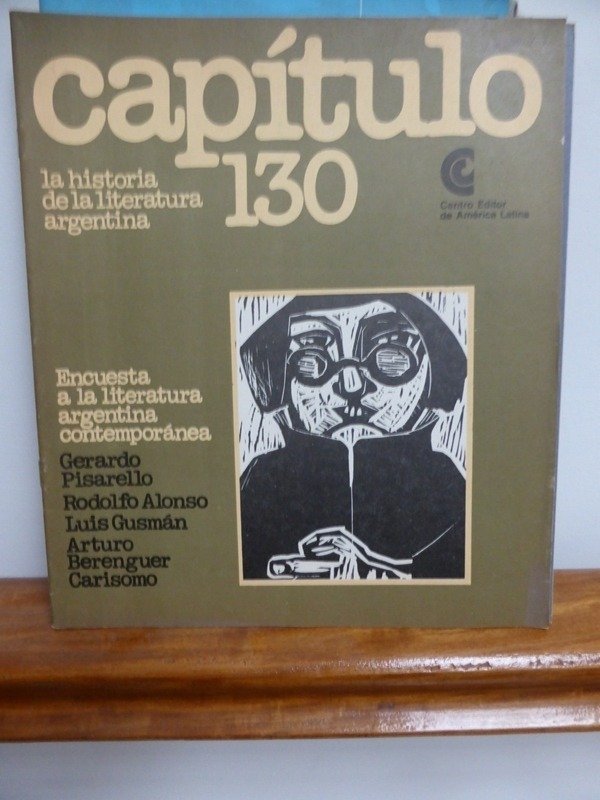 capítulo
130
la historia
de la literatura
argentina
Centro Editor
de América Latina
Encuesta
a la literatura
argentina
contemporánea
Gerardo
Pisarello
Rodolfo Alonso
Luis Gusmán
Arturo
Berenguer
Carisomo